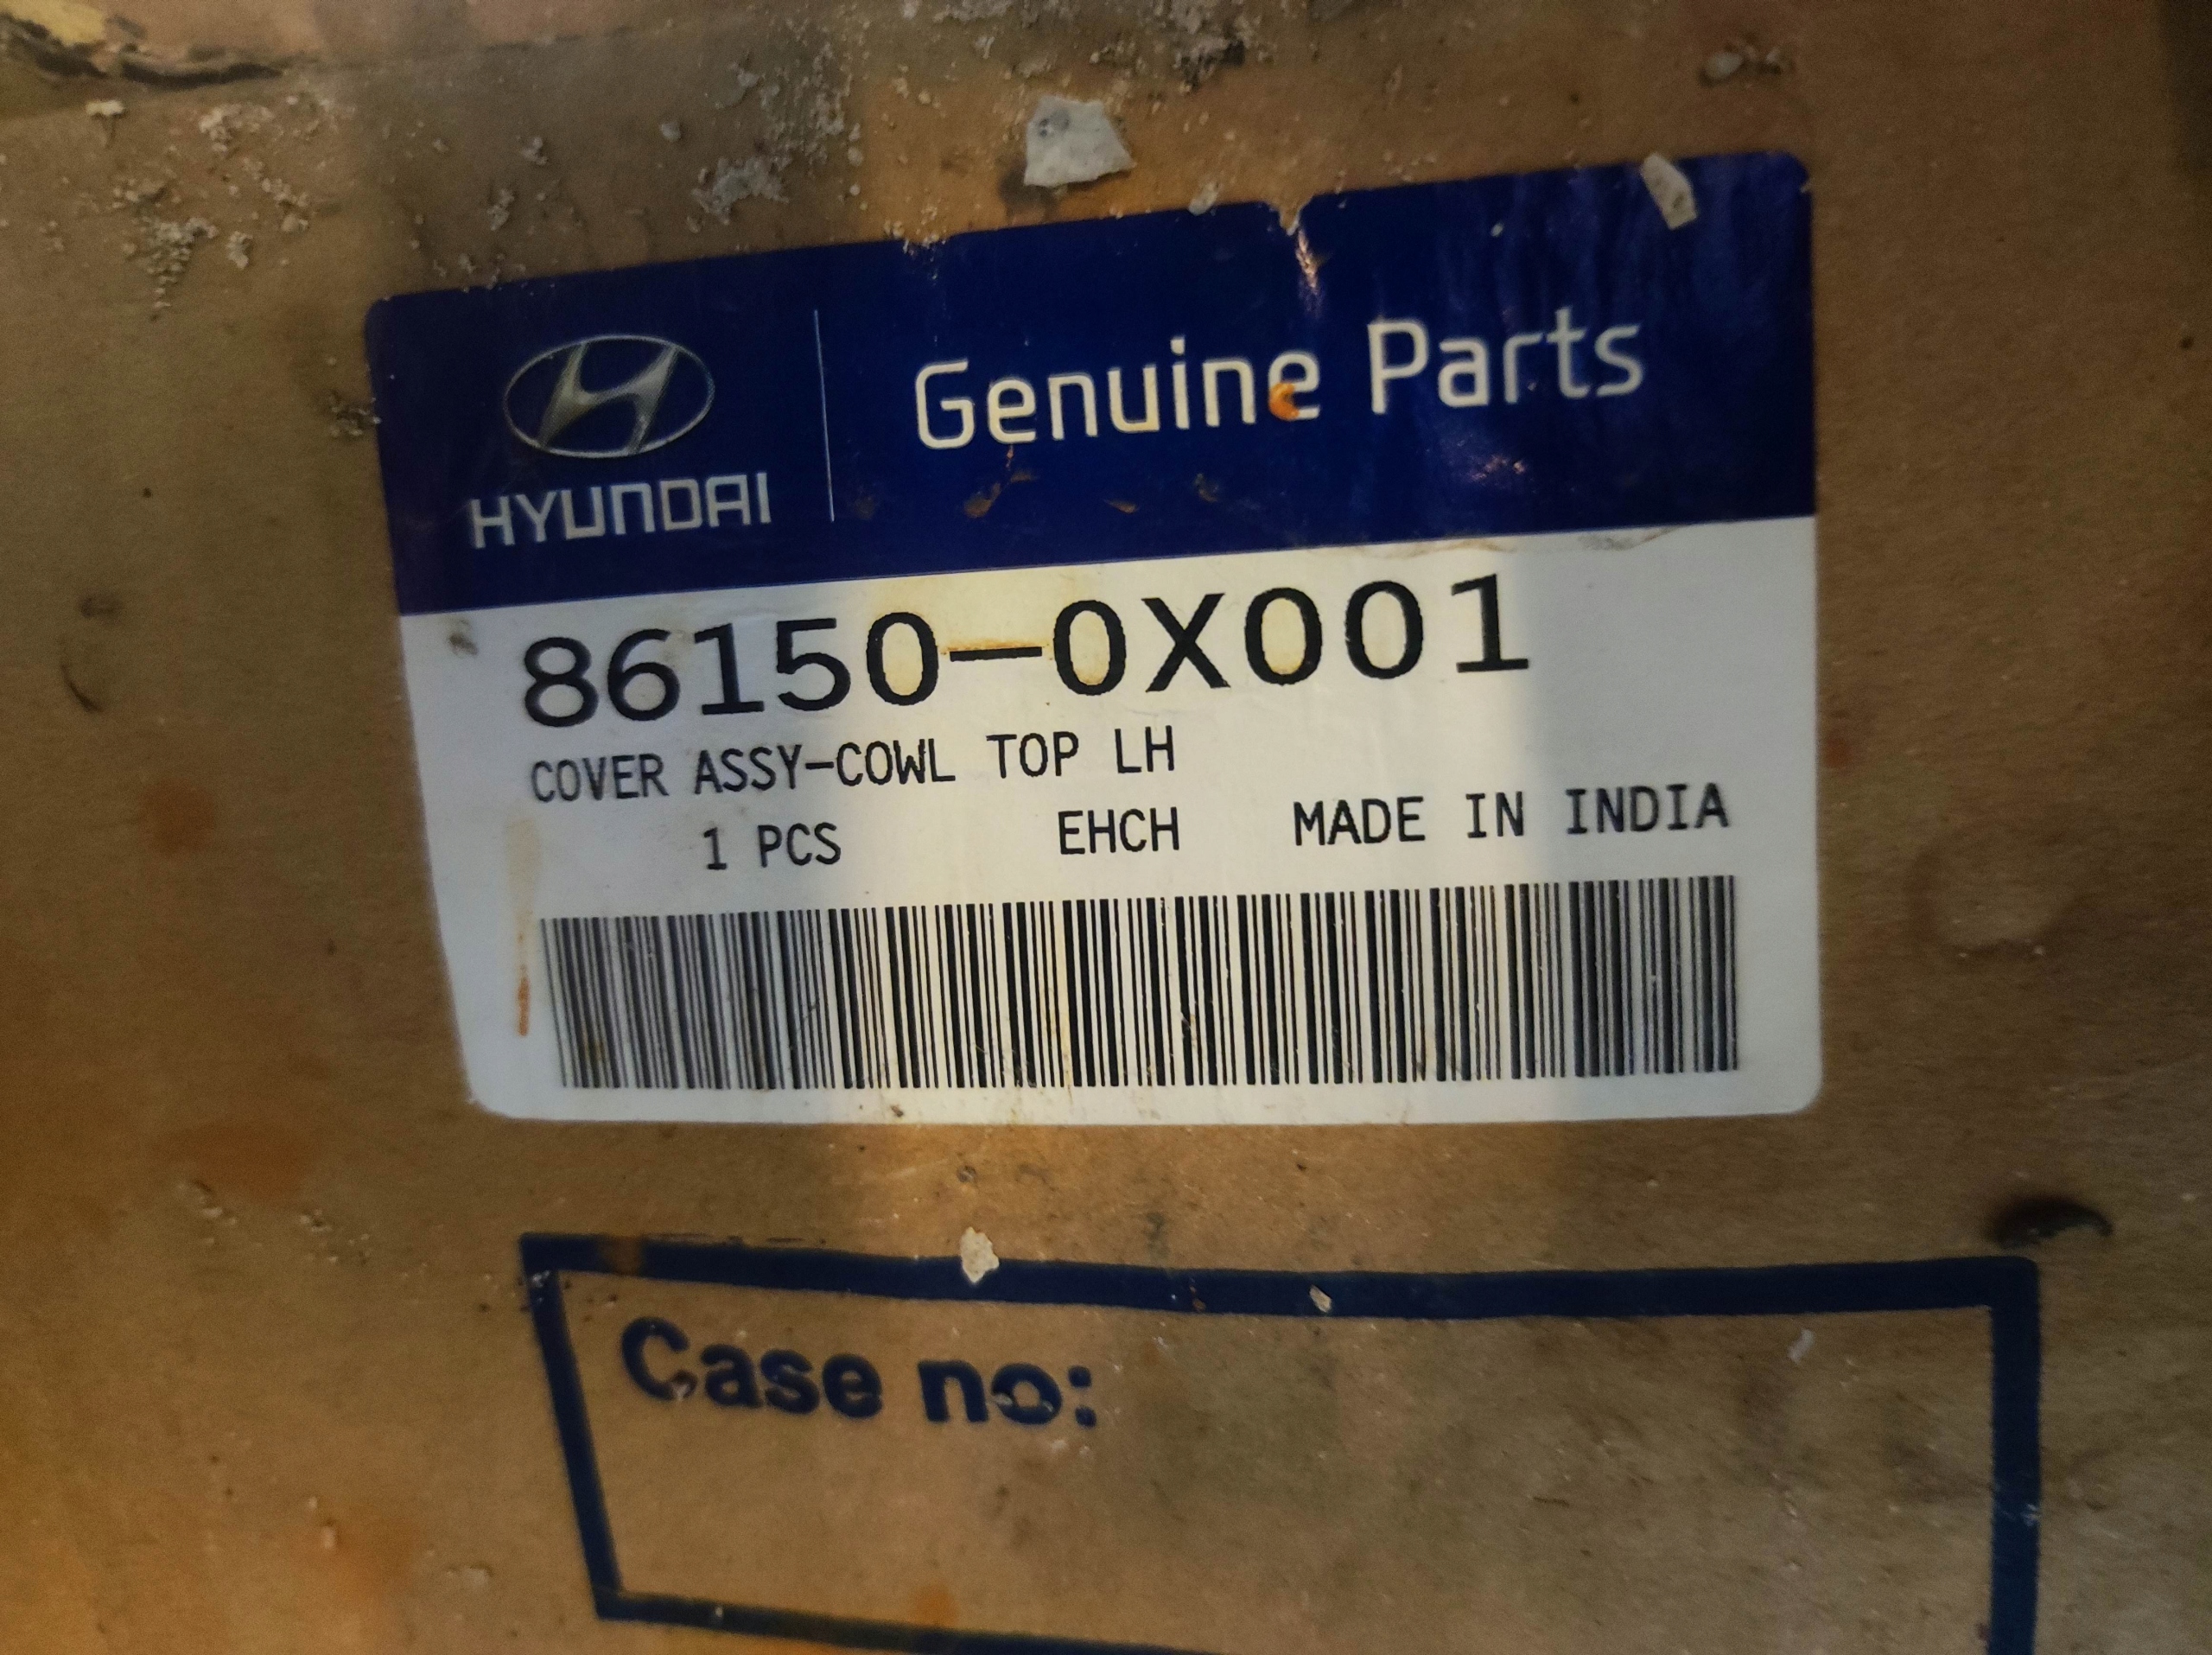 HYUNDAI
Genuine Parts
86150-0X001
COVER ASSY-COWL TOP LH
1 PCS EHCH MADE IN INDIA
Case no: